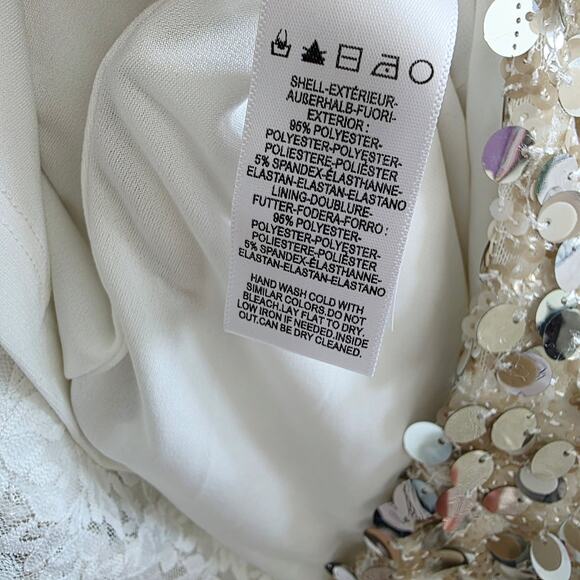 SHELL-EXTÉRIEUR-
AUßERHALB-FUORI-
EXTERIOR :
95% POLYESTER-
POLYESTER-POLYESTER-
POLIESTERE-POLIÉSTER
5% SPANDEX-ÉLASTHANNE-
ELASTAN-ELASTAN-ELASTANO
LINING-DOUBLURE-
FUTTER-FODERA-FORRO :
95% POLYESTER-
POLYESTER-POLYESTER-
POLIESTERE-POLIÉSTER
5% SPANDEX-ÉLASTHANNE-
ELASTAN-ELASTAN-ELASTANO
HAND WASH COLD WITH
SIMILAR COLORS.DO NOT
BLEACH.LAY FLAT TO DRY.
LOW IRON IF NEEDED.INSIDE
OUT.CAN BE DRY CLEANED.